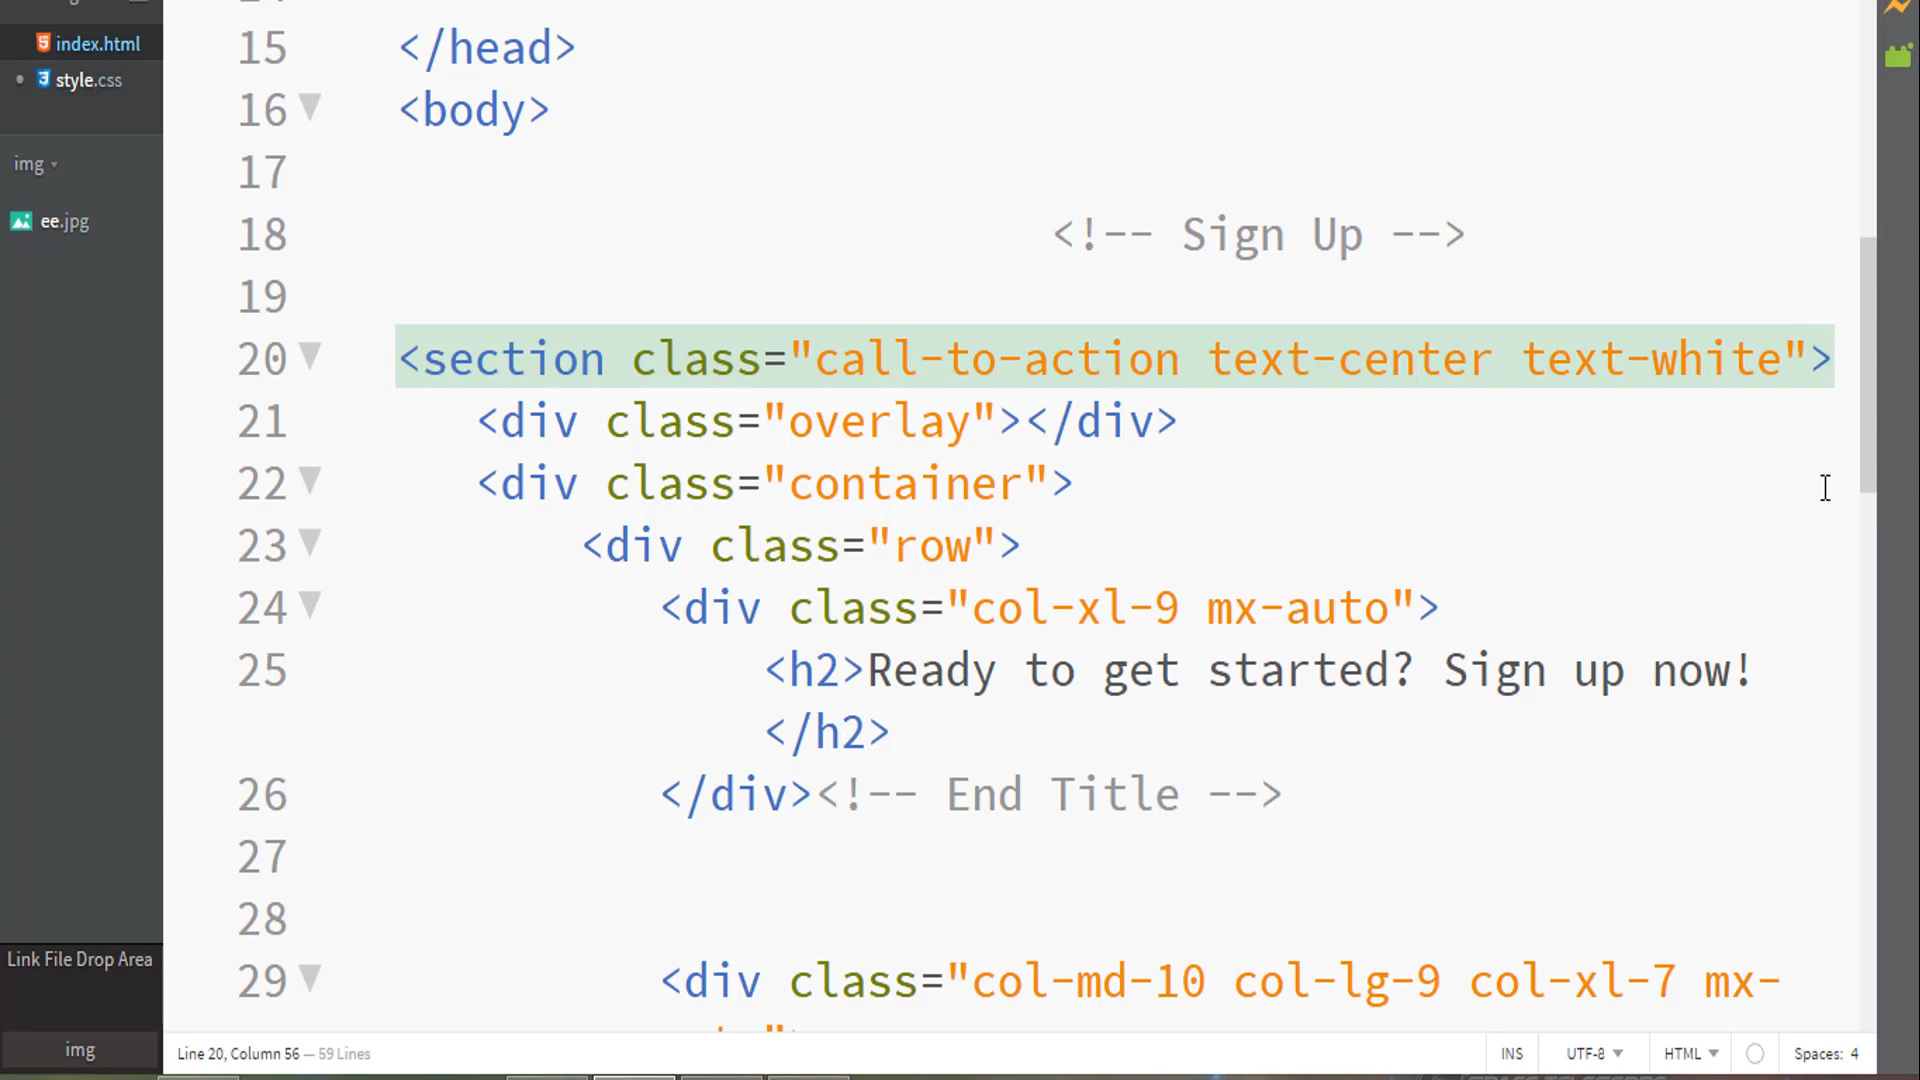 index.html
style.css
img
ee.jpg
Link File Drop Area
img
15 </head>
16 <body>
17
18 <!-- Sign Up -->
19
20 <section class="call-to-action text-center text-white">
21 <div class="overlay"></div>
22 <div class="container">
23 <div class="row">
24 <div class="col-xl-9 mx-auto">
25 <h2>Ready to get started? Sign up now!
</h2>
26 </div><!-- End Title -->
27
28
29 <div class="col-md-10 col-lg-9 col-xl-7 mx-
Line 20, Column 56 — 59 Lines
INS UTF-8 HTML Spaces: 4